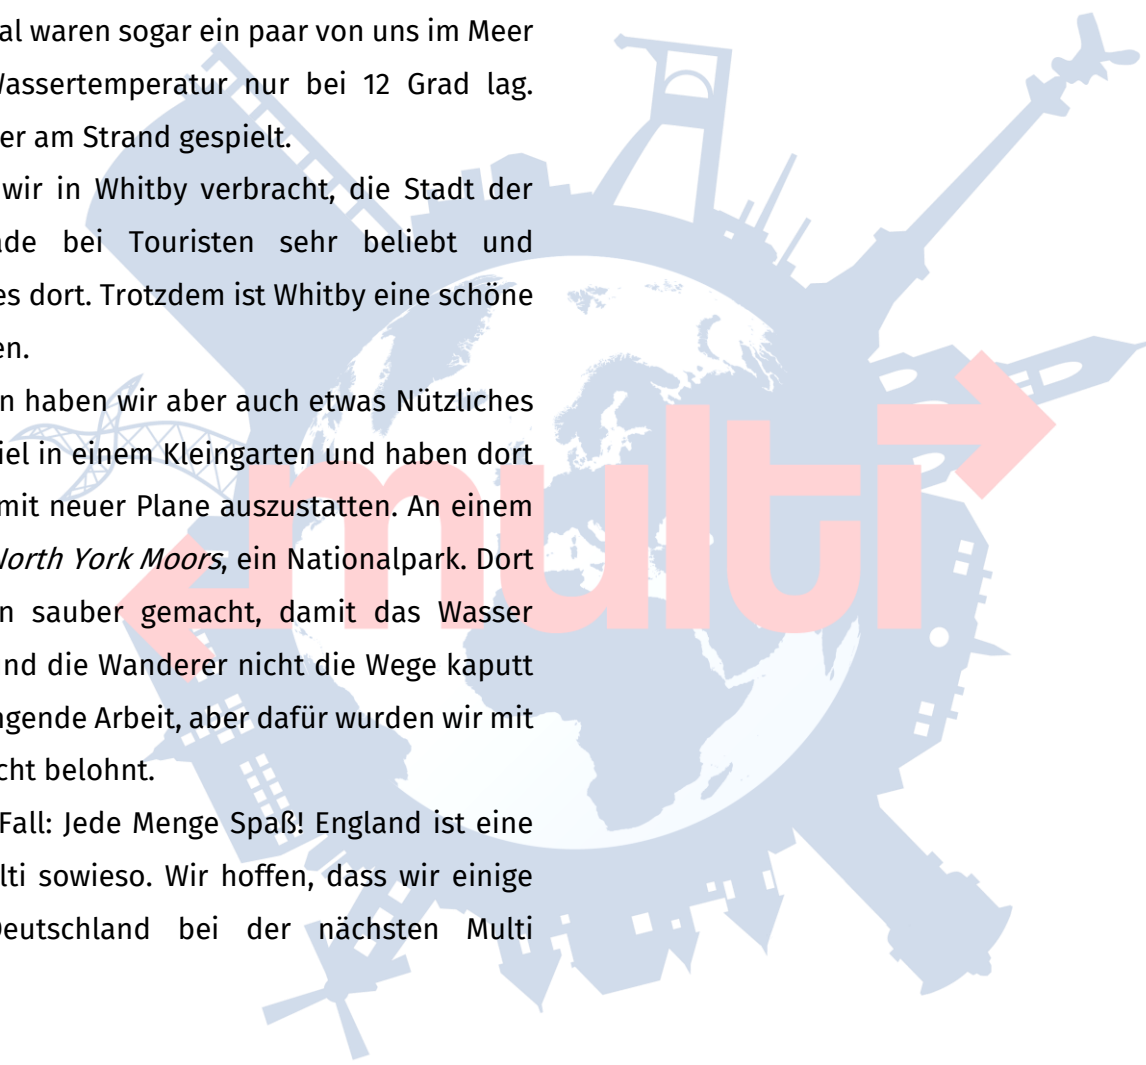 al waren sogar ein paar von uns im Meer
Wassertemperatur nur bei 12 Grad lag.
er am Strand gespielt.
wir in Whitby verbracht, die Stadt der
ade bei Touristen sehr beliebt und
es dort. Trotzdem ist Whitby eine schöne
en.
n haben wir aber auch etwas Nützliches
iel in einem Kleingarten und haben dort
mit neuer Plane auszustatten. An einem
North York Moors, ein Nationalpark. Dort
n sauber gemacht, damit das Wasser
und die Wanderer nicht die Wege kaputt
ngende Arbeit, aber dafür wurden wir mit
cht belohnt.
Fall: Jede Menge Spaß! England ist eine
lti sowieso. Wir hoffen, dass wir einige
Deutschland bei der nächsten Multi
multi